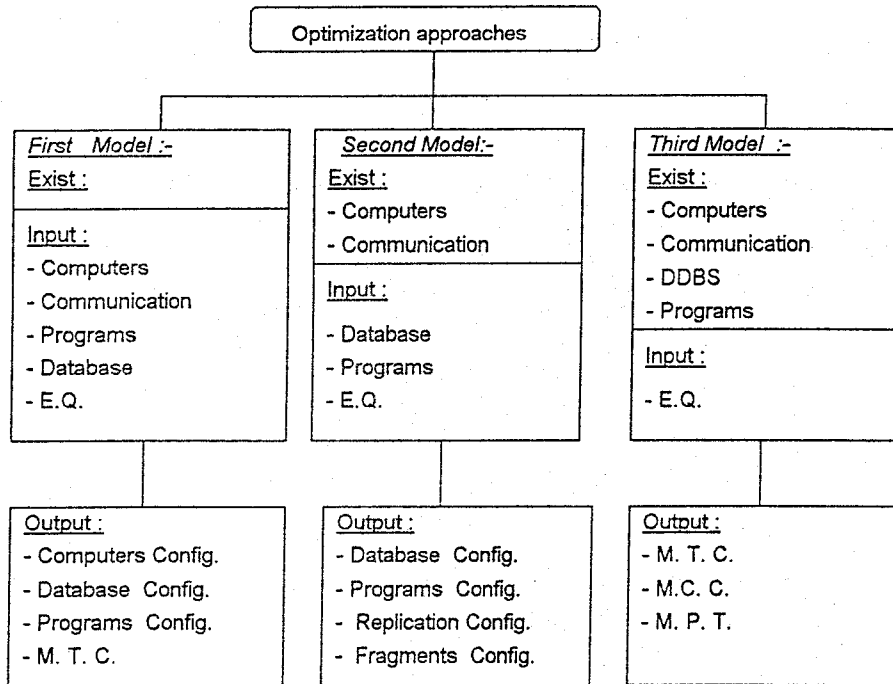 Optimization approaches
First Model :-
Exist :
Input :
- Computers
- Communication
- Programs
- Database
- E.Q.
Output :
- Computers Config.
- Database Config.
- Programs Config.
- M. T. C.
Second Model:-
Exist :
- Computers
- Communication
Input :
- Database
- Programs
- E.Q.
Output :
- Database Config.
- Programs Config.
- Replication Config.
- Fragments Config.
Third Model :-
Exist :
- Computers
- Communication
- DDBS
- Programs
Input :
- E.Q.
Output :
- M. T. C.
- M.C. C.
- M. P. T.